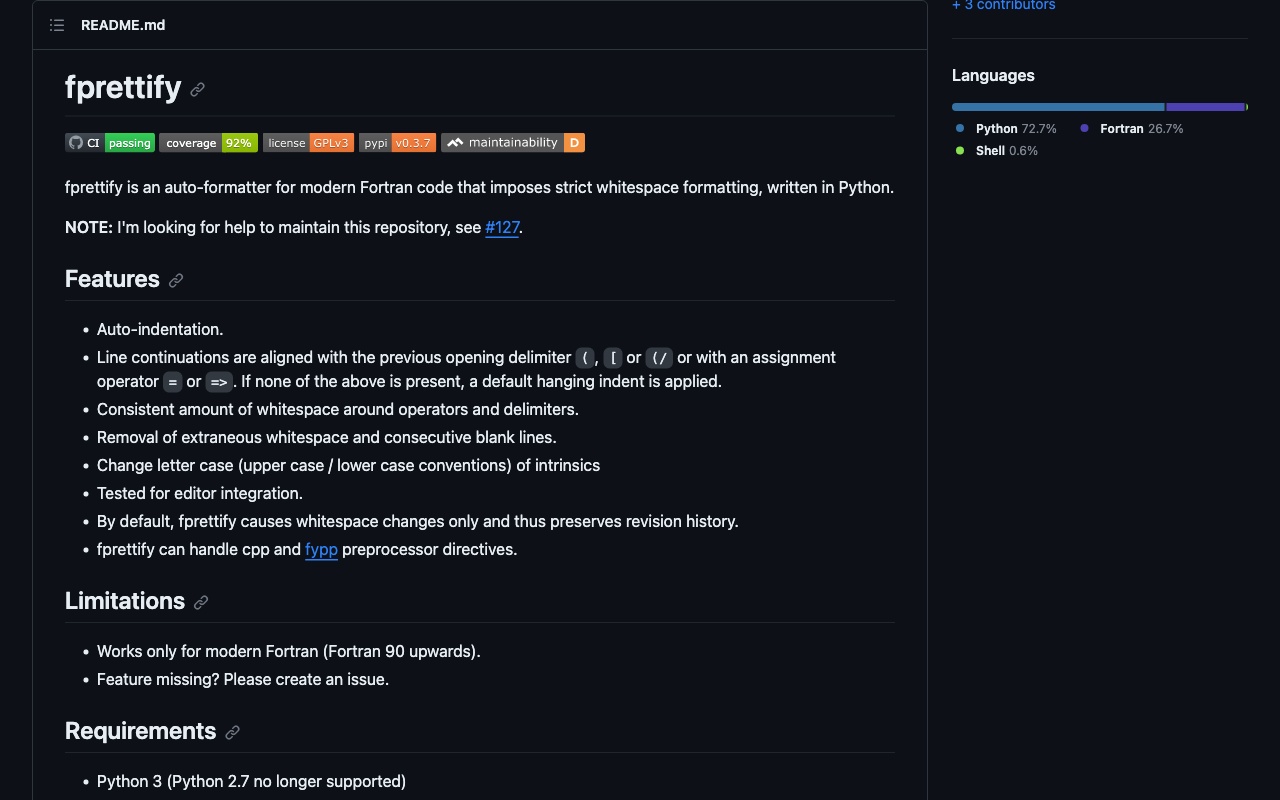 + 3 contributors
README.md
fprettify
CI passing coverage 92% license GPLv3 pypi v0.3.7 maintainability D
fprettify is an auto-formatter for modern Fortran code that imposes strict whitespace formatting, written in Python.
NOTE: I'm looking for help to maintain this repository, see #127.
Features
• Auto-indentation.
• Line continuations are aligned with the previous opening delimiter (, [ or (/ or with an assignment
operator = or =>. If none of the above is present, a default hanging indent is applied.
• Consistent amount of whitespace around operators and delimiters.
• Removal of extraneous whitespace and consecutive blank lines.
• Change letter case (upper case / lower case conventions) of intrinsics
• Tested for editor integration.
• By default, fprettify causes whitespace changes only and thus preserves revision history.
• fprettify can handle cpp and fypp preprocessor directives.
Limitations
• Works only for modern Fortran (Fortran 90 upwards).
• Feature missing? Please create an issue.
Requirements
• Python 3 (Python 2.7 no longer supported)
Languages
Python 72.7% Fortran 26.7%
Shell 0.6%